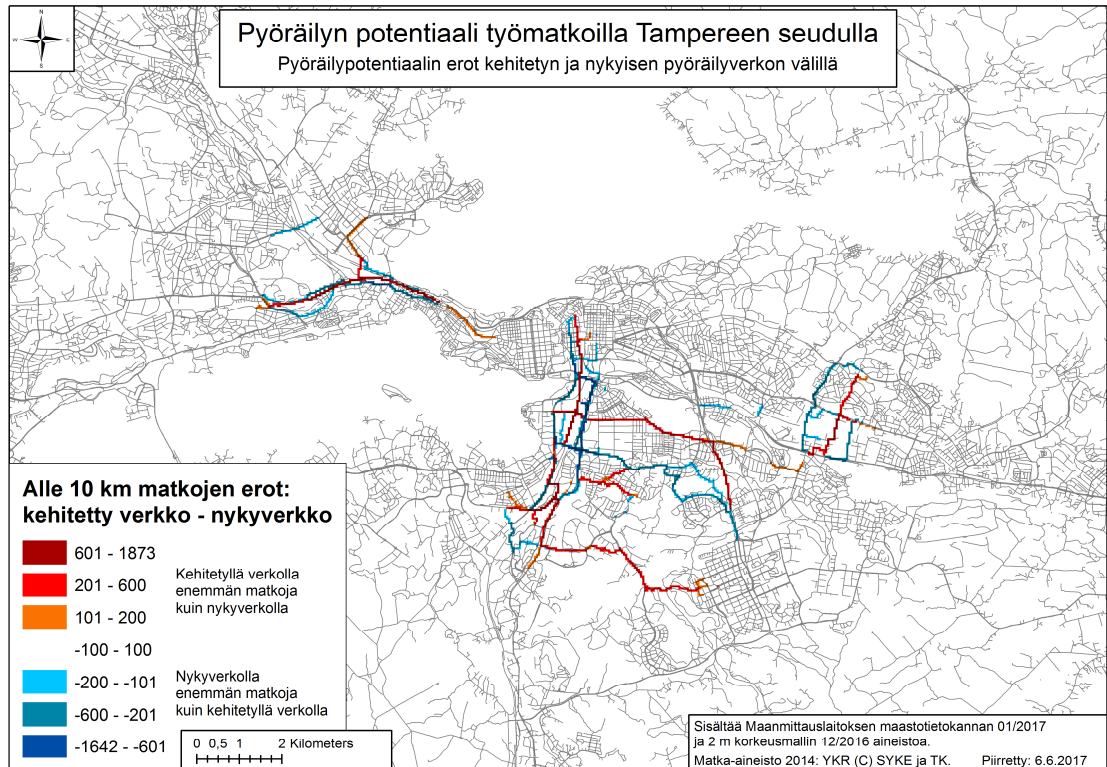 N
W
E
S
Pyöräilyn potentiaali työmatkoilla Tampereen seudulla
Pyöräilypotentiaalin erot kehitetyn ja nykyisen pyöräilyverkon välillä
Alle 10 km matkojen erot:
kehitetty verkko - nykyverkko
601 - 1873
201 - 600
101 - 200
Kehitetyllä verkolla
enemmän matkoja
kuin nykyverkolla
-100 - 100
-200 - -101
-600 - -201
-1642 - -601
Nykyverkolla
enemmän matkoja
kuin kehitetyllä verkolla
0 0,5 1 2 Kilometers
Sisältää Maanmittauslaitoksen maastotietokannan 01/2017
ja 2 m korkeusmallin 12/2016 aineistoa.
Matka-aineisto 2014: YKR (C) SYKE ja TK. Piirretty: 6.6.2017